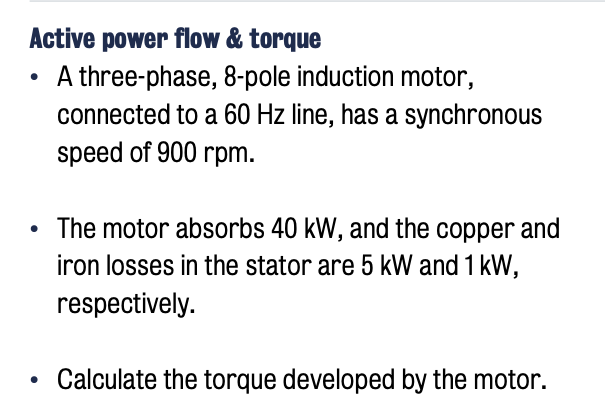 Active power flow & torque
• A three-phase, 8-pole induction motor,
connected to a 60 Hz line, has a synchronous
speed of 900 rpm.
• The motor absorbs 40 kW, and the copper and
iron losses in the stator are 5 kW and 1 kW,
respectively.
• Calculate the torque developed by the motor.